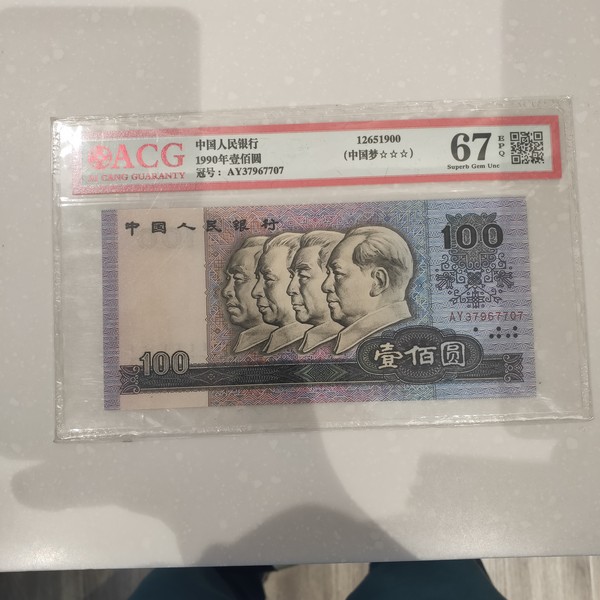 ACG
CANG GUARANTY
中国人民银行
1990年壹佰圆
冠号：AY37967707
12651900
(中国梦☆☆☆)
67 EPQ
Superb Gem Unc
中国人民银行
100
AY37967707
100
壹佰圆